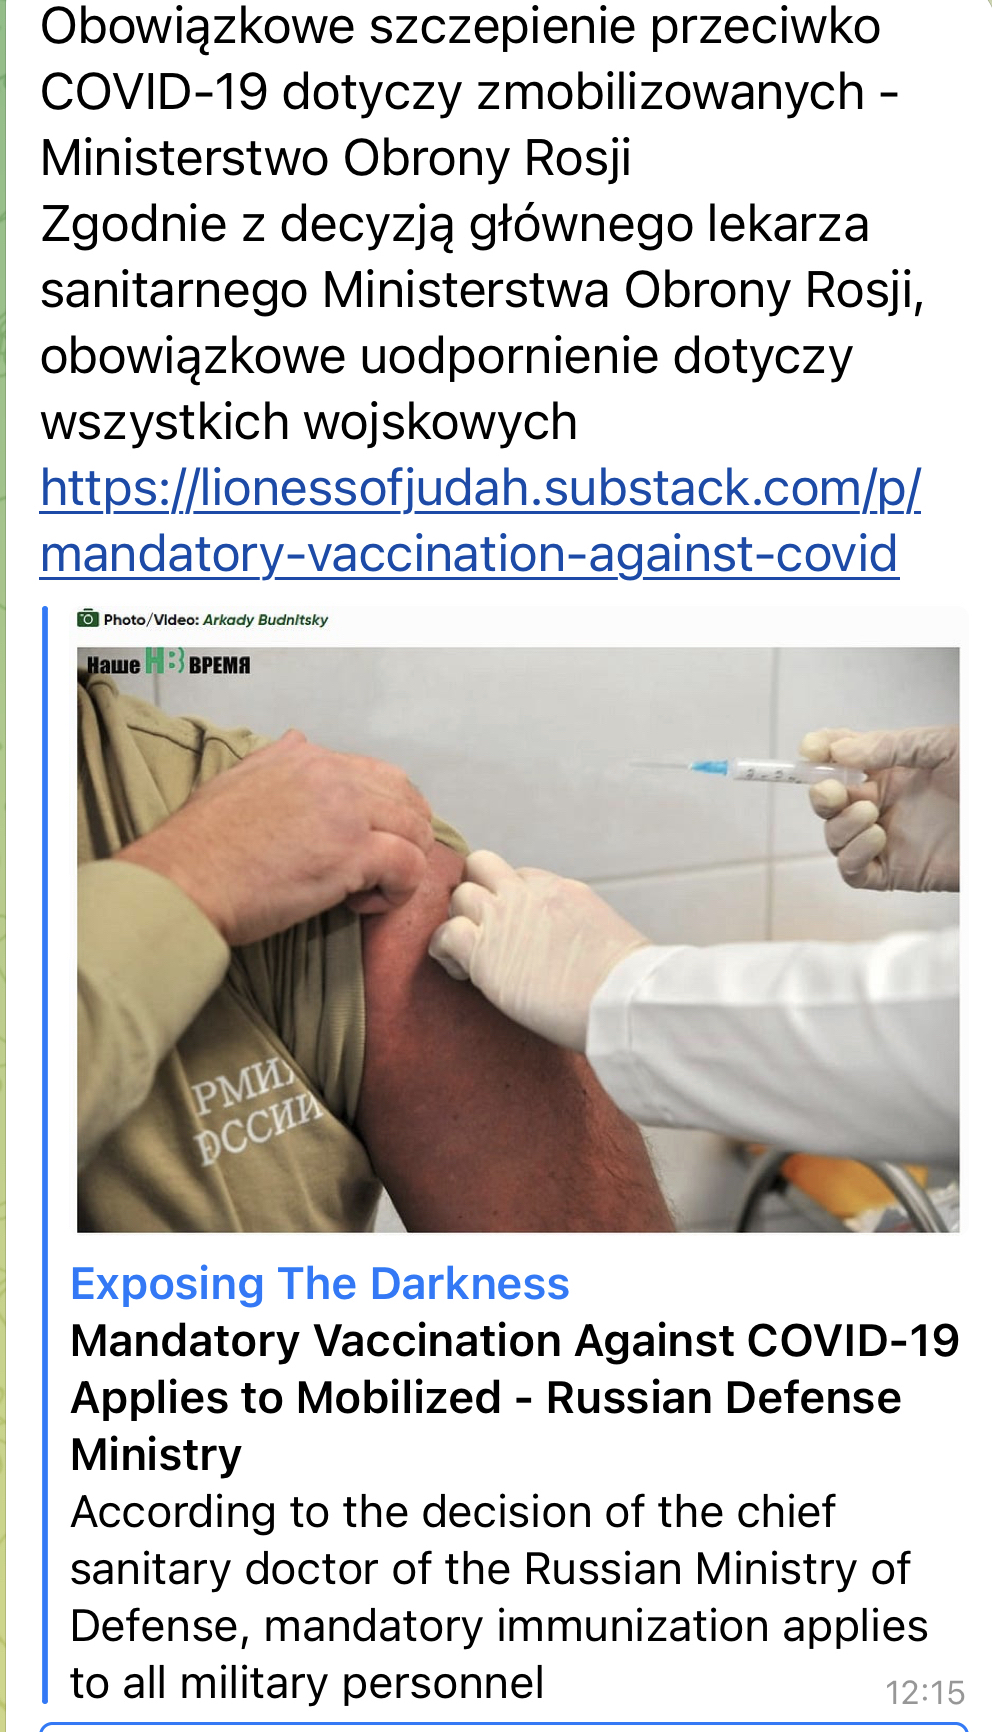 Obowiązkowe szczepienie przeciwko
COVID-19 dotyczy zmobilizowanych -
Ministerstwo Obrony Rosji
Zgodnie z decyzją głównego lekarza
sanitarnego Ministerstwa Obrony Rosji,
obowiązkowe uodpornienie dotyczy
wszystkich wojskowych
https://lionessofjudah.substack.com/p/
mandatory-vaccination-against-covid
Photo/Video: Arkady Budnitsky
Наше НВ ВРЕМЯ
РМИ
ОССИИ
Exposing The Darkness
Mandatory Vaccination Against COVID-19
Applies to Mobilized - Russian Defense
Ministry
According to the decision of the chief
sanitary doctor of the Russian Ministry of
Defense, mandatory immunization applies
to all military personnel
12:15